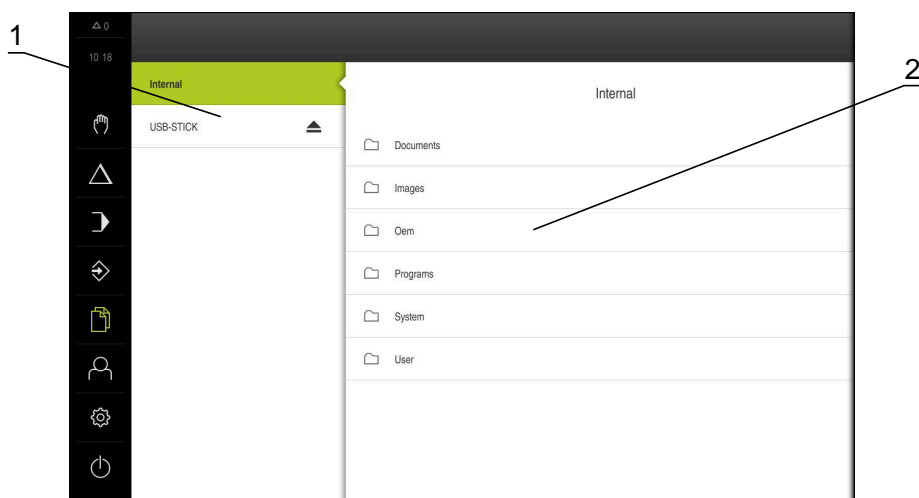 1
0
10 18
2
Internal
Internal
USB-STICK
Documents
Images
Oem
Programs
System
User